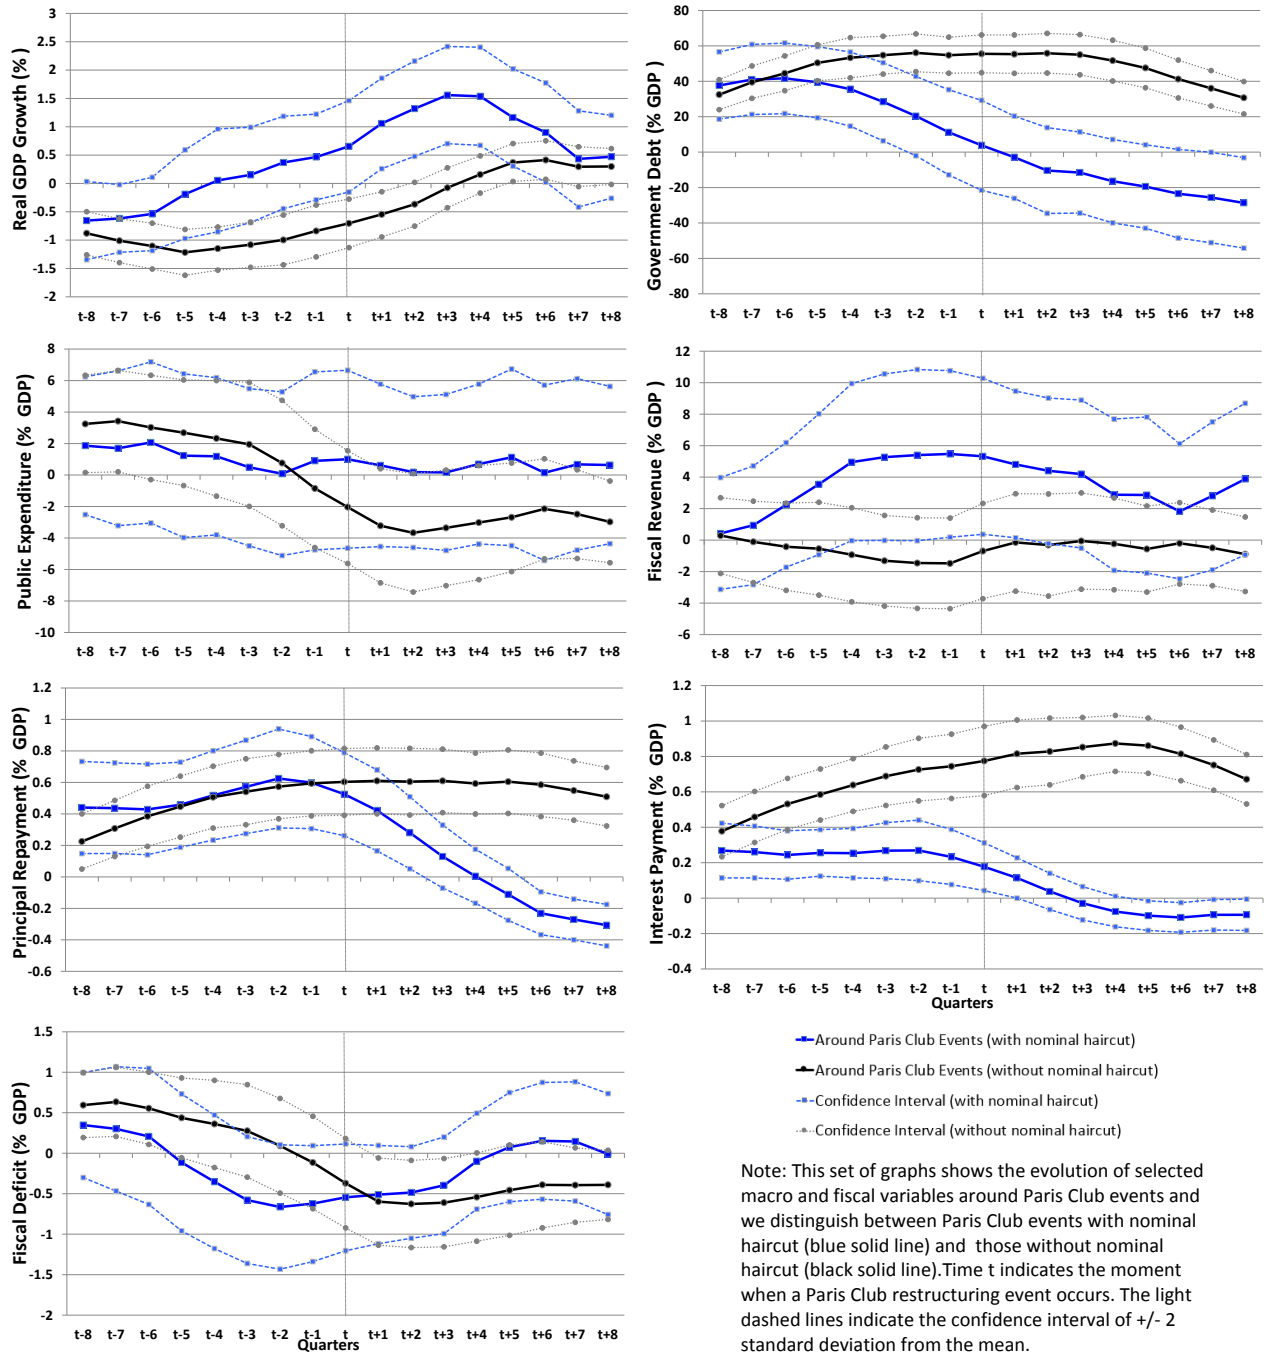 Real GDP Growth (% )
3
2.5
2
1.5
1
0.5
0
-0.5
-1
-1.5
-2
t-8 t-7 t-6 t-5 t-4 t-3 t-2 t-1 t t+1 t+2 t+3 t+4 t+5 t+6 t+7 t+8
Government Debt (% GDP)
80
60
40
20
0
-20
-40
-60
-80
t-8 t-7 t-6 t-5 t-4 t-3 t-2 t-1 t t+1 t+2 t+3 t+4 t+5 t+6 t+7 t+8
Public Expenditure (% GDP)
8
6
4
2
0
-2
-4
-6
-8
-10
t-8 t-7 t-6 t-5 t-4 t-3 t-2 t-1 t t+1 t+2 t+3 t+4 t+5 t+6 t+7 t+8
Fiscal Revenue (% GDP )
12
10
8
6
4
2
0
-2
-4
-6
t-8 t-7 t-6 t-5 t-4 t-3 t-2 t-1 t t+1 t+2 t+3 t+4 t+5 t+6 t+7 t+8
Principal Repayment (% GDP)
1.2
1
0.8
0.6
0.4
0.2
0
-0.2
-0.4
-0.6
t-8 t-7 t-6 t-5 t-4 t-3 t-2 t-1 t t+1 t+2 t+3 t+4 t+5 t+6 t+7 t+8
Interest Payment (% GDP)
1.2
1
0.8
0.6
0.4
0.2
0
-0.2
-0.4
t-8 t-7 t-6 t-5 t-4 t-3 t-2 t-1 t t+1 t+2 t+3 t+4 t+5 t+6 t+7 t+8
Quarters
Fiscal Deficit (% GDP)
1.5
1
0.5
0
-0.5
-1
-1.5
-2
t-8 t-7 t-6 t-5 t-4 t-3 t-2 t-1 t t+1 t+2 t+3 t+4 t+5 t+6 t+7 t+8
Quarters
Around Paris Club Events (with nominal haircut)
Around Paris Club Events (without nominal haircut)
Confidence Interval (with nominal haircut)
Confidence Interval (without nominal haircut)
Note: This set of graphs shows the evolution of selected
macro and fiscal variables around Paris Club events and
we distinguish between Paris Club events with nominal
haircut (blue solid line) and those without nominal
haircut (black solid line).Time t indicates the moment
when a Paris Club restructuring event occurs. The light
dashed lines indicate the confidence interval of +/- 2
standard deviation from the mean.